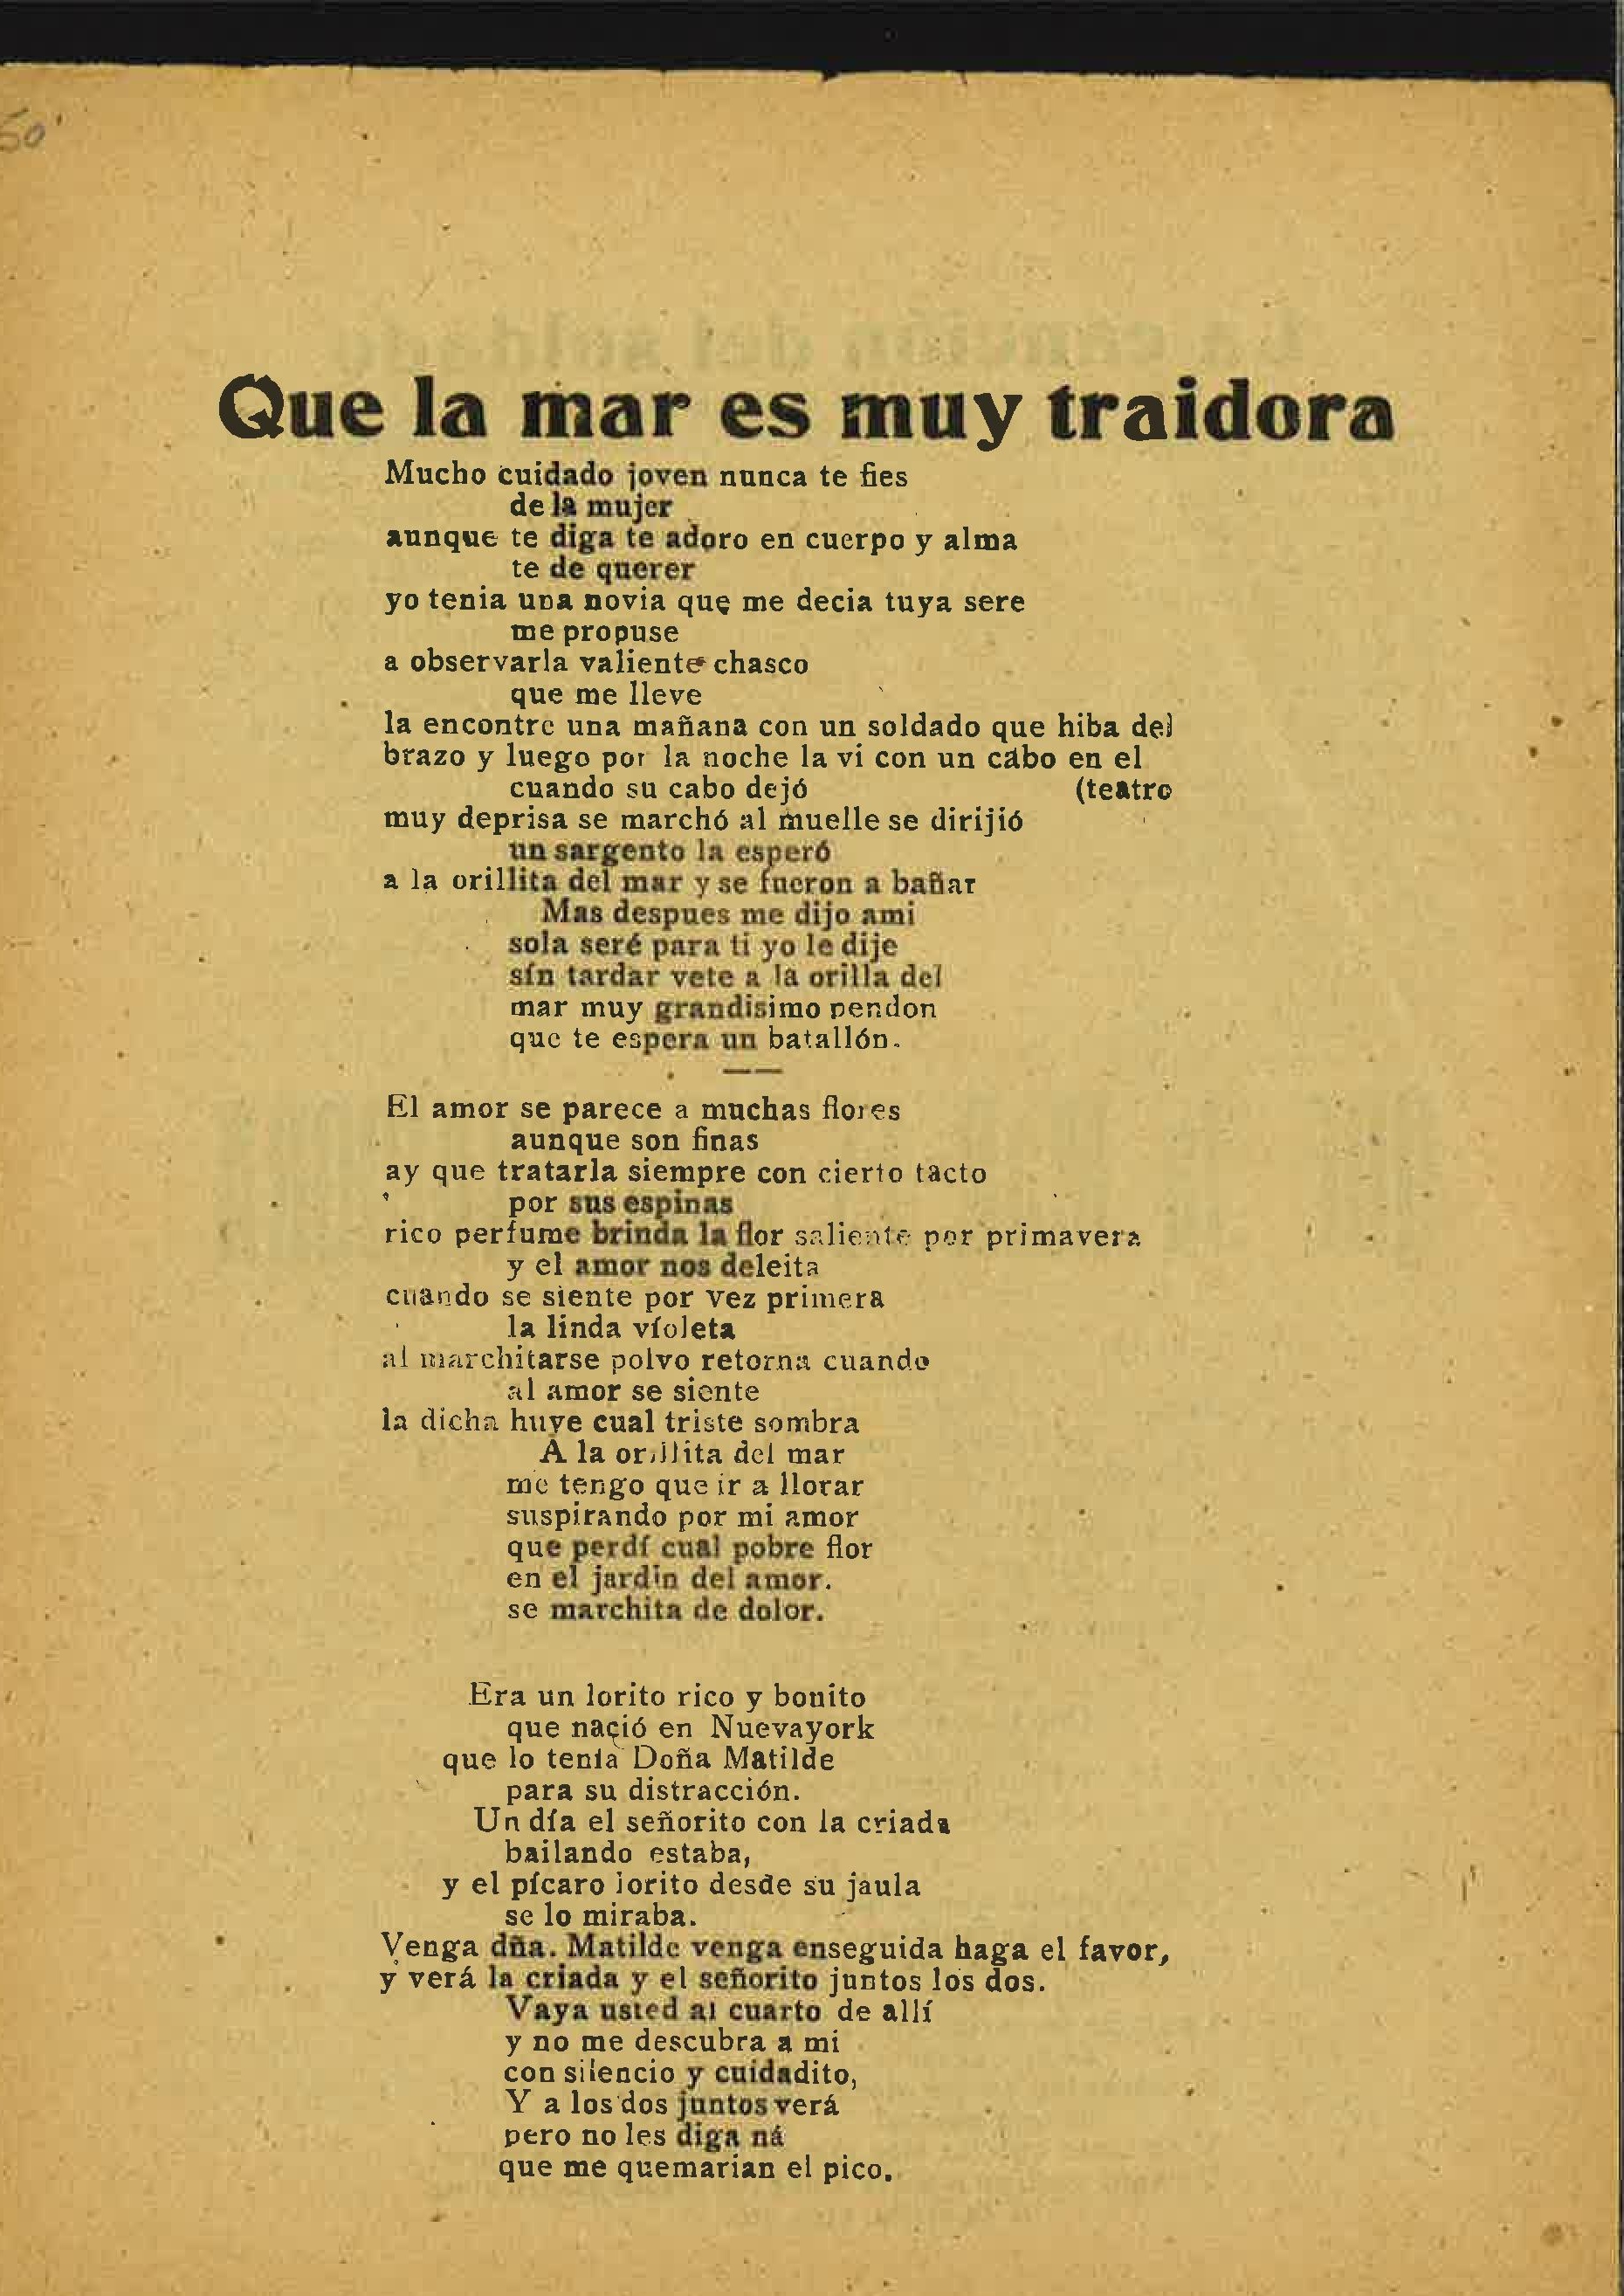 50
Que la mar es muy traidora
Mucho cuidado joven nunca te fies
de la mujer
aunque te diga te adoro en cuerpo y alma
te de querer
yo tenia una novia que me decia tuya sere
me propuse
a observarla valiente chasco
que me lleve
la encontre una mañana con un soldado que hiba del
brazo y luego por la noche la vi con un cabo en el
cuando su cabo dejó (teatro
muy deprisa se marchó al muelle se dirijió
un sargento la esperó
a la orillita del mar y se fueron a bañar
Mas despues me dijo ami
sola seré para ti yo le dije
sín tardar vete a la orilla del
mar muy grandisimo pendon
que te espera un batallón.
El amor se parece a muchas flores
aunque son finas
ay que tratarla siempre con cierto tacto
por sus espinas
rico perfume brinda la flor saliente por primavera
y el amor nos deleita
cuando se siente por vez primera
la linda víoleta
al marchitarse polvo retorna cuando
al amor se siente
la dicha huye cual triste sombra
A la orillita del mar
me tengo que ir a llorar
suspirando por mi amor
que perdí cual pobre flor
en el jardin del amor.
se marchita de dolor.
Era un lorito rico y bonito
que nació en Nuevayork
que lo tenía Doña Matilde
para su distracción.
Un día el señorito con la criada
bailando estaba,
y el pícaro lorito desde su jaula
se lo miraba.
Venga dña. Matilde venga enseguida haga el favor,
y verá la criada y el señorito juntos los dos.
Vaya usted al cuarto de allí
y no me descubra a mi
con silencio y cuidadito,
Y a los dos juntos verá
pero no les diga ná
que me quemarian el pico.